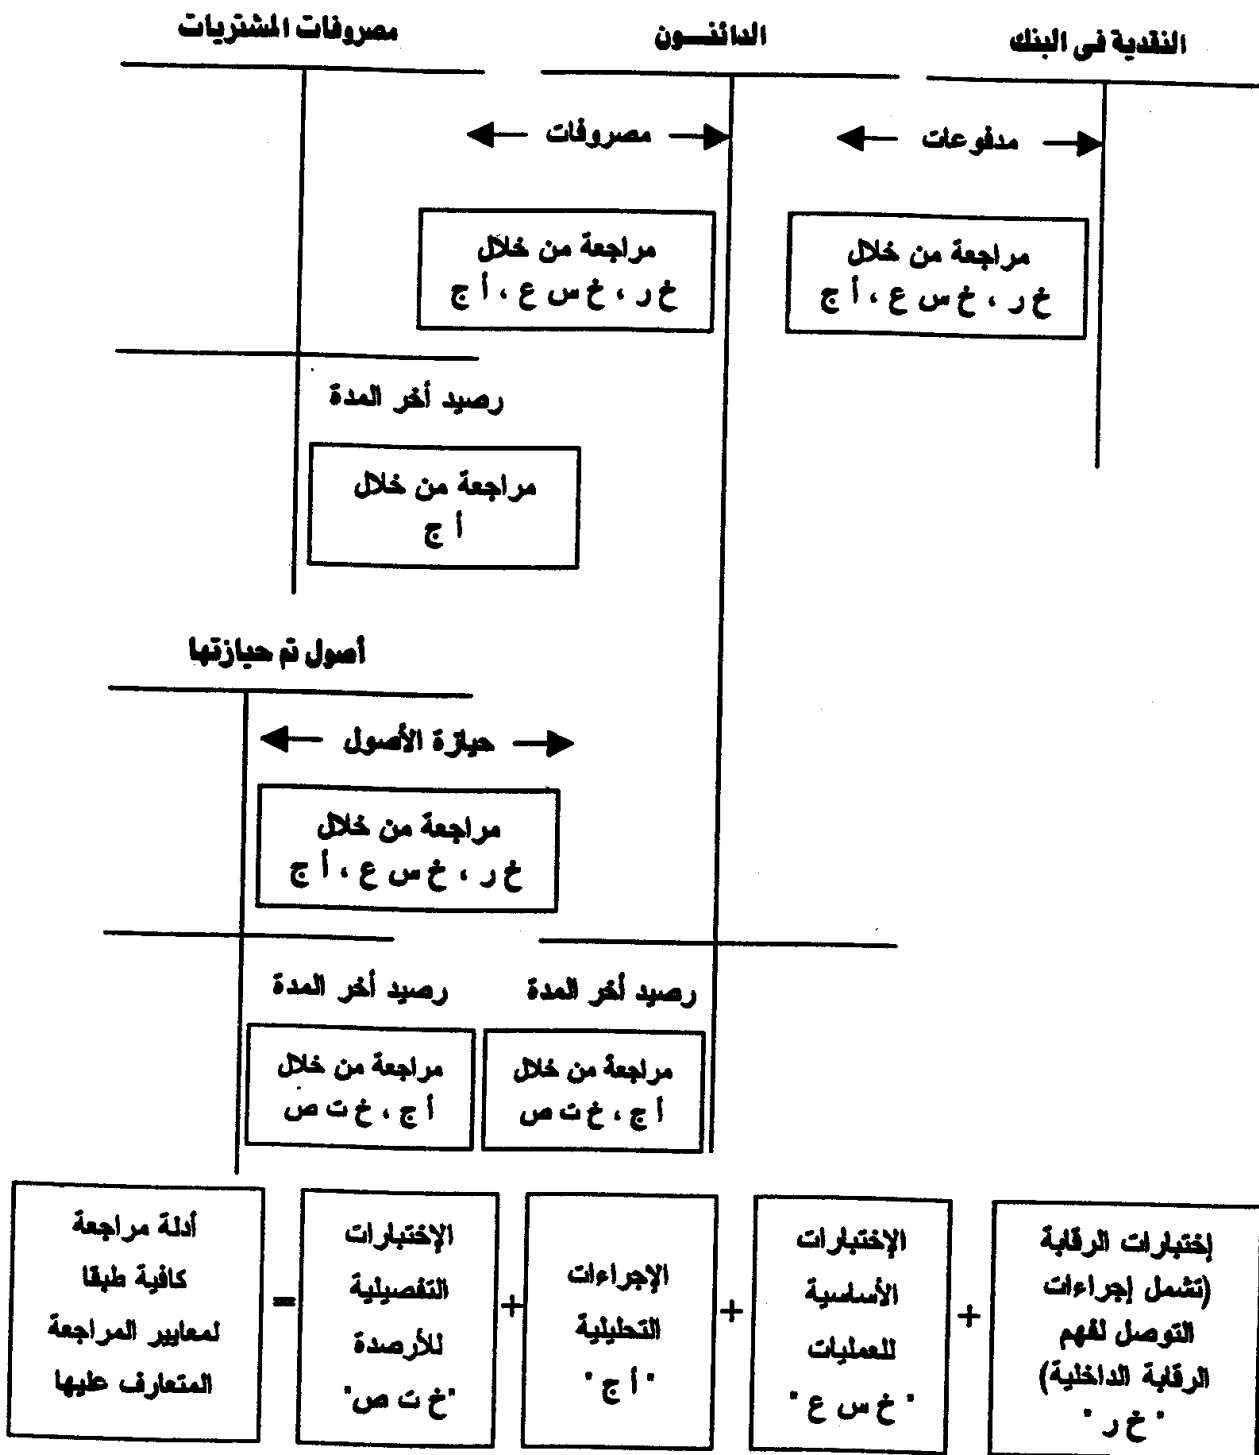 النقدية فى البنك
الدائنـــون
مصروفات المشتريات
مدفوعات
مصروفات
مراجعة من خلال
خ ر ، خ س ع ، أ ج
مراجعة من خلال
خ ر ، خ س ع ، أ ج
رصيد أخر المدة
مراجعة من خلال
أ ج
أصول تم حيازتها
حيازة الأصول
مراجعة من خلال
خ ر ، خ س ع ، أ ج
رصيد أخر المدة
رصيد أخر المدة
مراجعة من خلال
أ ج ، خ ت ص
مراجعة من خلال
أ ج ، خ ت ص
إختبارات الرقابة
(تشمل إجراءات
التوصل لفهم
الرقابة الداخلية)
" خ ر "
+
الإختبارات
الأساسية
للعمليات
" خ س ع "
+
الإجراءات
التحليلية
" أ ج "
+
الإختبارات
التفصيلية
للأرصدة
"خ ت ص"
=
أدلة مراجعة
كافية طبقا
لمعايير المراجعة
المتعارف عليها